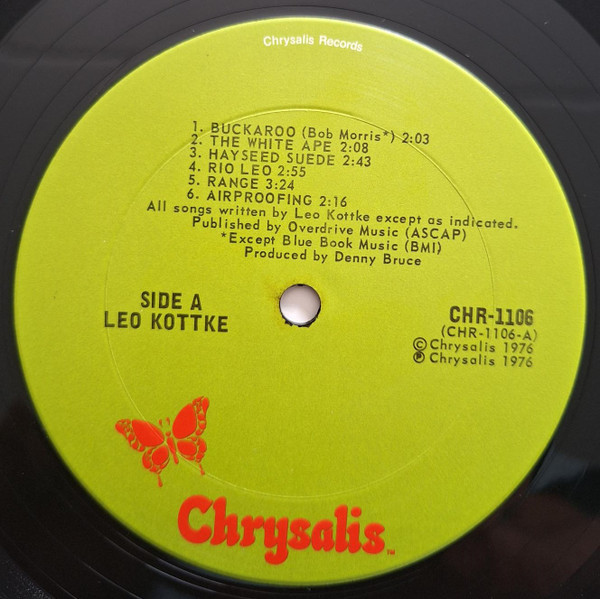 Chrysalis Records
1. BUCKAROO (Bob Morris*) 2:03
2. THE WHITE APE 2:08
3. HAYSEED SUEDE 2:43
4. RIO LEO 2:55
5. RANGE 3:24
6. AIRPROOFING 2:16
All songs written by Leo Kottke except as indicated.
Published by Overdrive Music (ASCAP)
*Except Blue Book Music (BMI)
Produced by Denny Bruce
SIDE A
LEO KOTTKE
CHR-1106
(CHR-1106-A)
©Chrysalis 1976
℗Chrysalis 1976
Chrysalis™